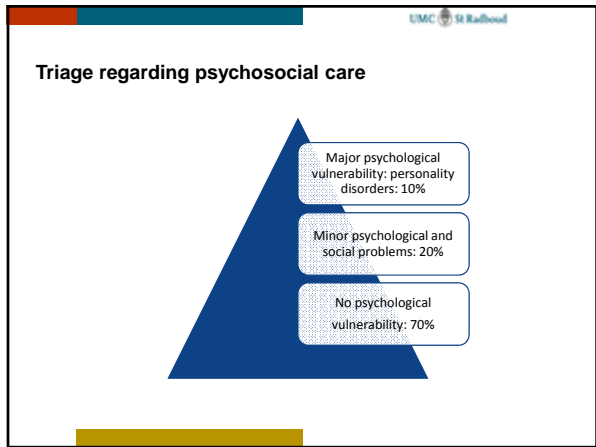 UMC St Radboud
Triage regarding psychosocial care
Major psychological
vulnerability: personality
disorders: 10%
Minor psychological and
social problems: 20%
No psychological
vulnerability: 70%